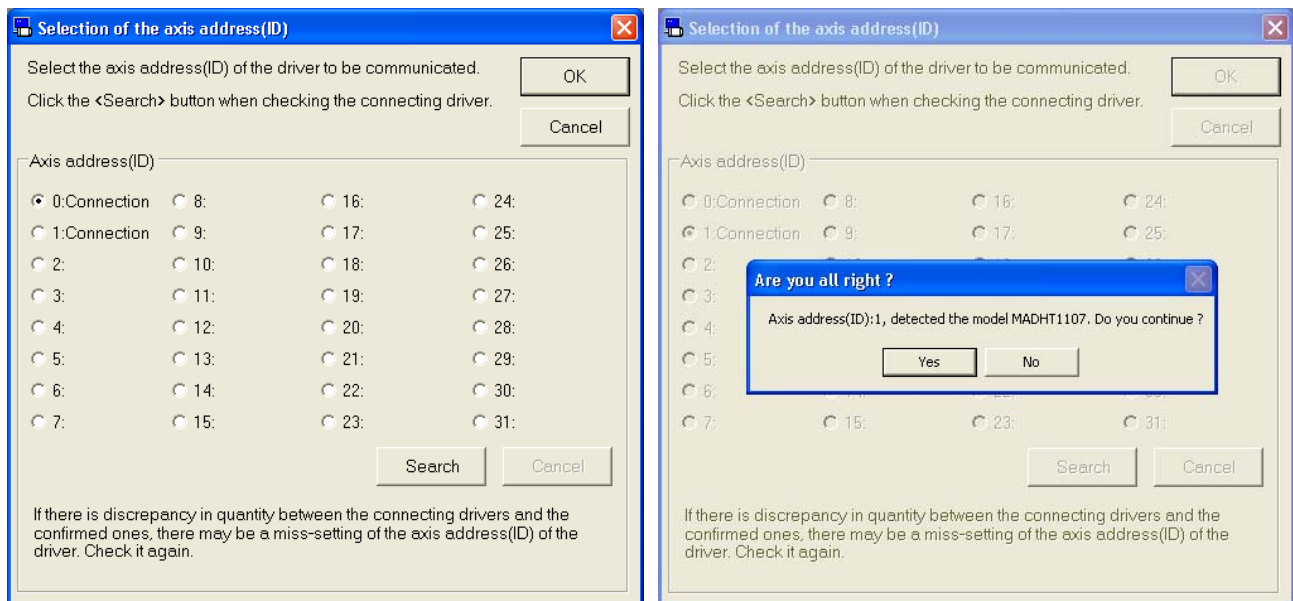 Selection of the axis address(ID)
Select the axis address(ID) of the driver to be communicated.
OK
Click the <Search> button when checking the connecting driver.
Cancel
Axis address(ID)
0:Connection 8: 16: 24:
1:Connection 9: 17: 25:
2: 10: 18: 26:
3: 11: 19: 27:
4: 12: 20: 28:
5: 13: 21: 29:
6: 14: 22: 30:
7: 15: 23: 31:
Search Cancel
If there is discrepancy in quantity between the connecting drivers and the
confirmed ones, there may be a miss-setting of the axis address(ID) of the
driver. Check it again.
Selection of the axis address(ID)
Select the axis address(ID) of the driver to be communicated.
OK
Click the <Search> button when checking the connecting driver.
Cancel
Axis address(ID)
0:Connection 8: 16: 24:
1:Connection 9: 17: 25:
2:
3:
4:
5:
6:
7: 15: 23: 31:
Are you all right ?
Axis address(ID):1, detected the model MADHT1107. Do you continue ?
Yes No
Search Cancel
If there is discrepancy in quantity between the connecting drivers and the
confirmed ones, there may be a miss-setting of the axis address(ID) of the
driver. Check it again.